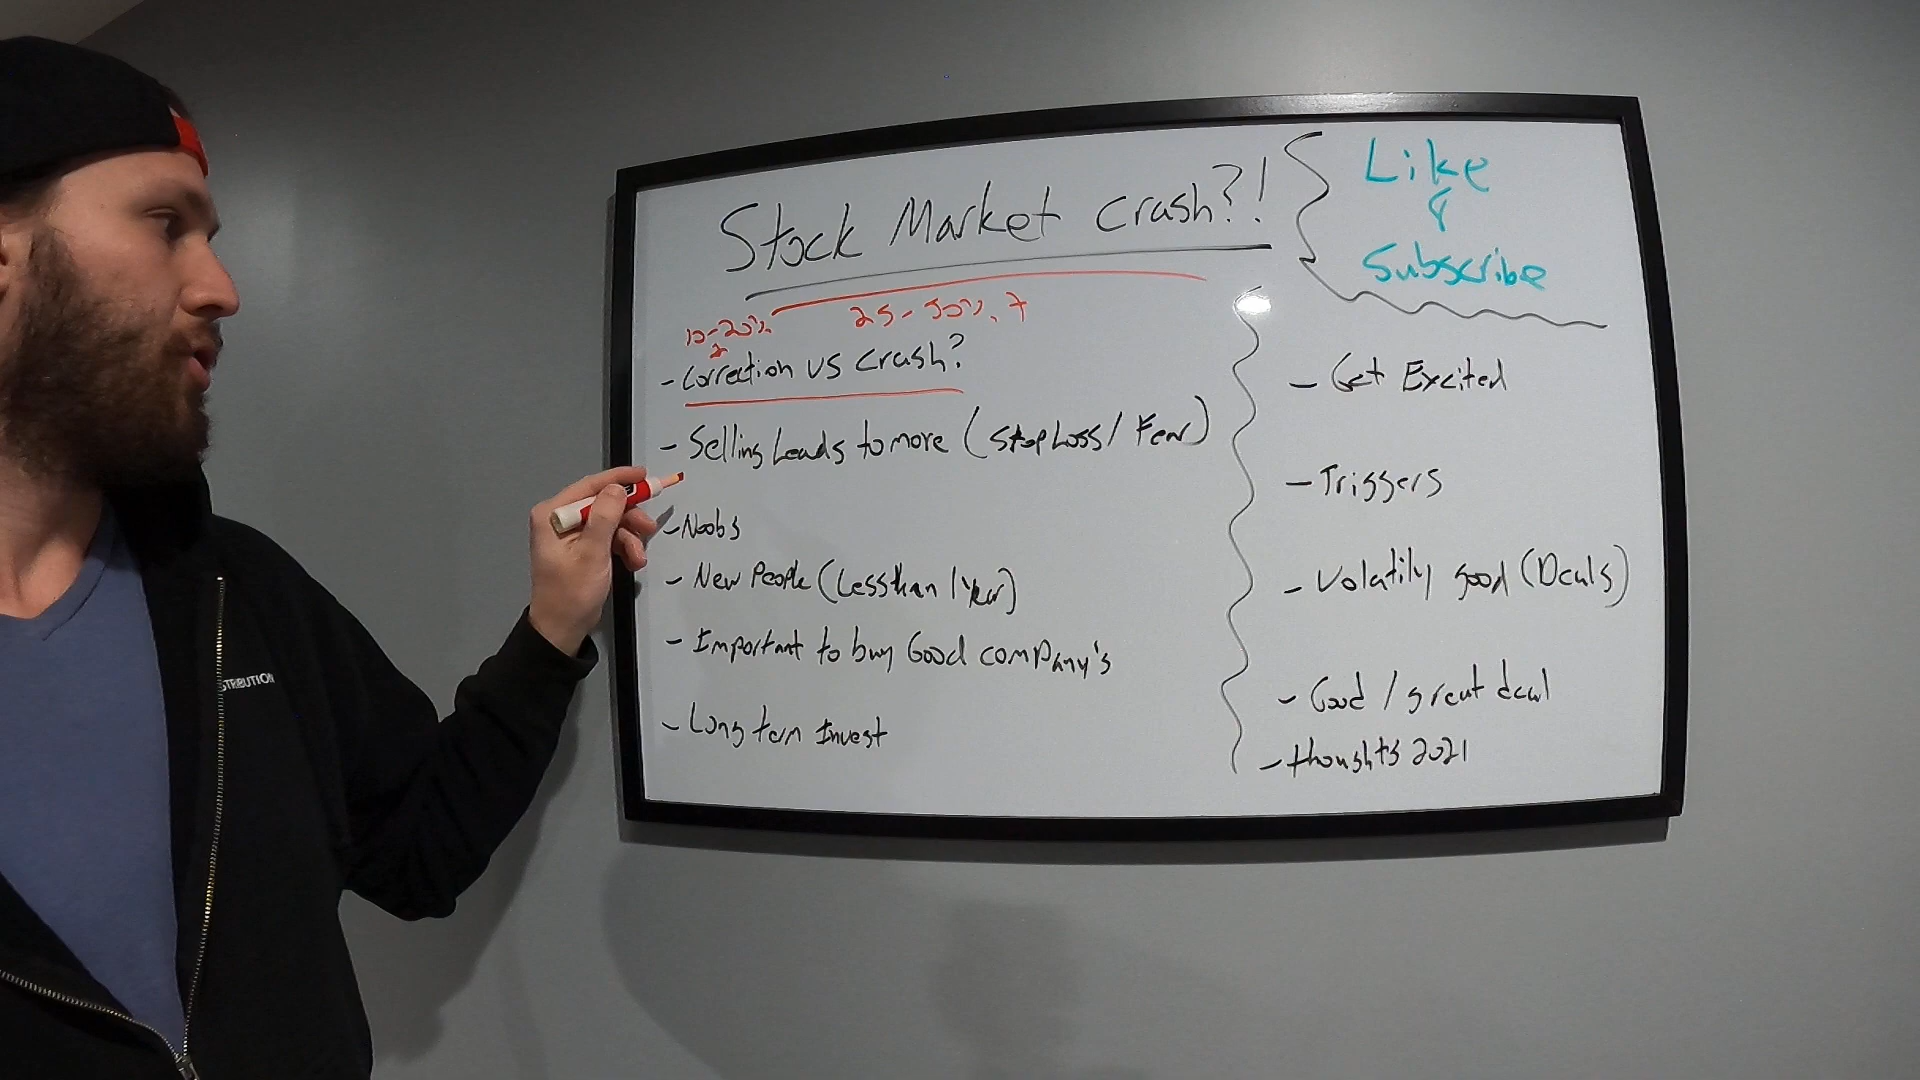 Stock Market Crash?!
Like
&
Subscribe
10-20%
25-50%
- Correction vs Crash?
- Selling Leads to more (Stop Loss / Fear)
- Noobs
- New People (Less than 1 Year)
- Important to buy Good company's
- Long term Invest
- Get Excited
- Triggers
- Volatily good (Deals)
- Good / great deal
- thoughts 2021
STRIBUTION